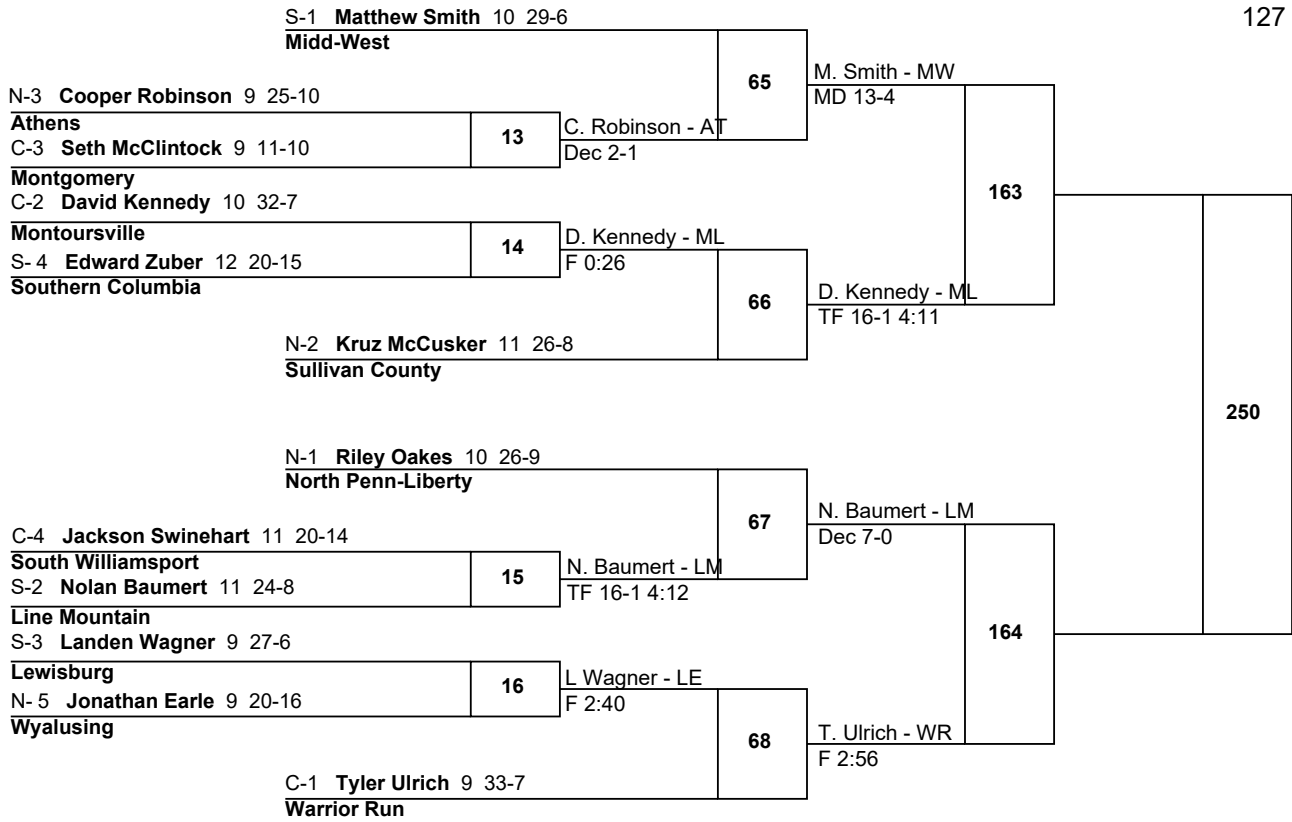 127
S-1 Matthew Smith 10 29-6
Midd-West
65
M. Smith - MW
MD 13-4
N-3 Cooper Robinson 9 25-10
Athens
13
C. Robinson - AT
Dec 2-1
C-3 Seth McClintock 9 11-10
Montgomery
163
C-2 David Kennedy 10 32-7
Montoursville
14
D. Kennedy - ML
F 0:26
S- 4 Edward Zuber 12 20-15
Southern Columbia
66
D. Kennedy - ML
TF 16-1 4:11
N-2 Kruz McCusker 11 26-8
Sullivan County
250
N-1 Riley Oakes 10 26-9
North Penn-Liberty
67
N. Baumert - LM
Dec 7-0
C-4 Jackson Swinehart 11 20-14
South Williamsport
15
N. Baumert - LM
TF 16-1 4:12
S-2 Nolan Baumert 11 24-8
Line Mountain
164
S-3 Landen Wagner 9 27-6
Lewisburg
16
L Wagner - LE
F 2:40
N- 5 Jonathan Earle 9 20-16
Wyalusing
68
T. Ulrich - WR
F 2:56
C-1 Tyler Ulrich 9 33-7
Warrior Run